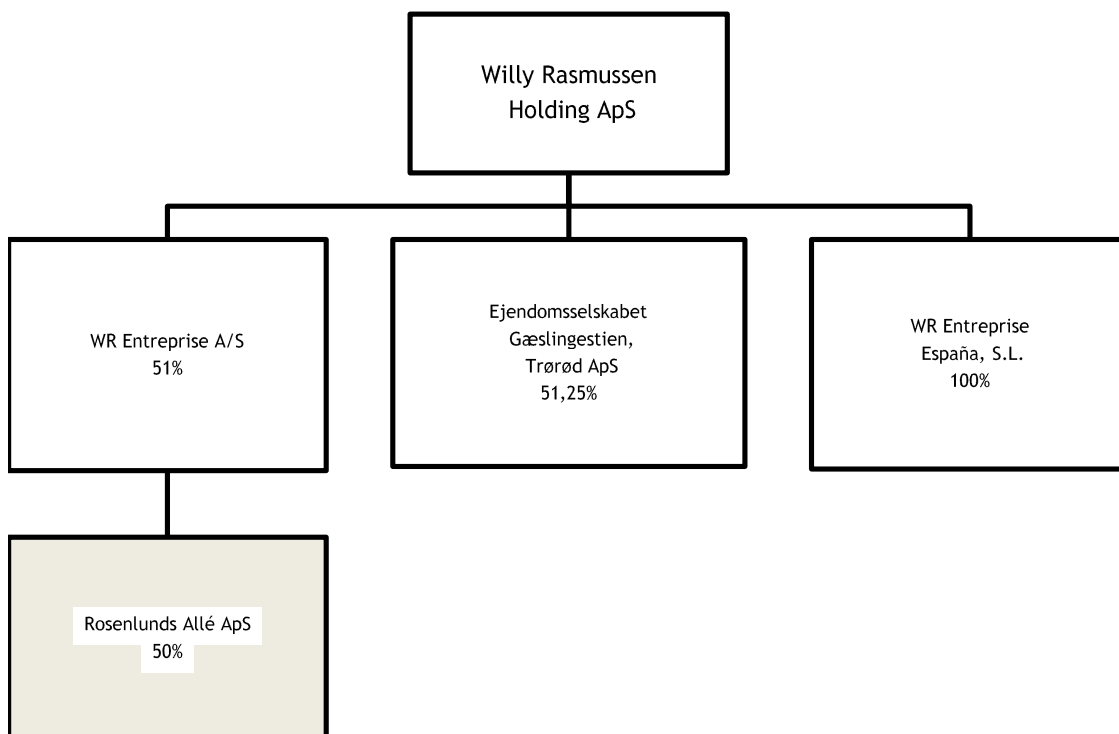 Willy Rasmussen
Holding ApS
WR Entreprise A/S
51%
Ejendomsselskabet
Gæslingestien,
Trørød ApS
51,25%
WR Entreprise
España, S.L.
100%
Rosenlunds Allé ApS
50%